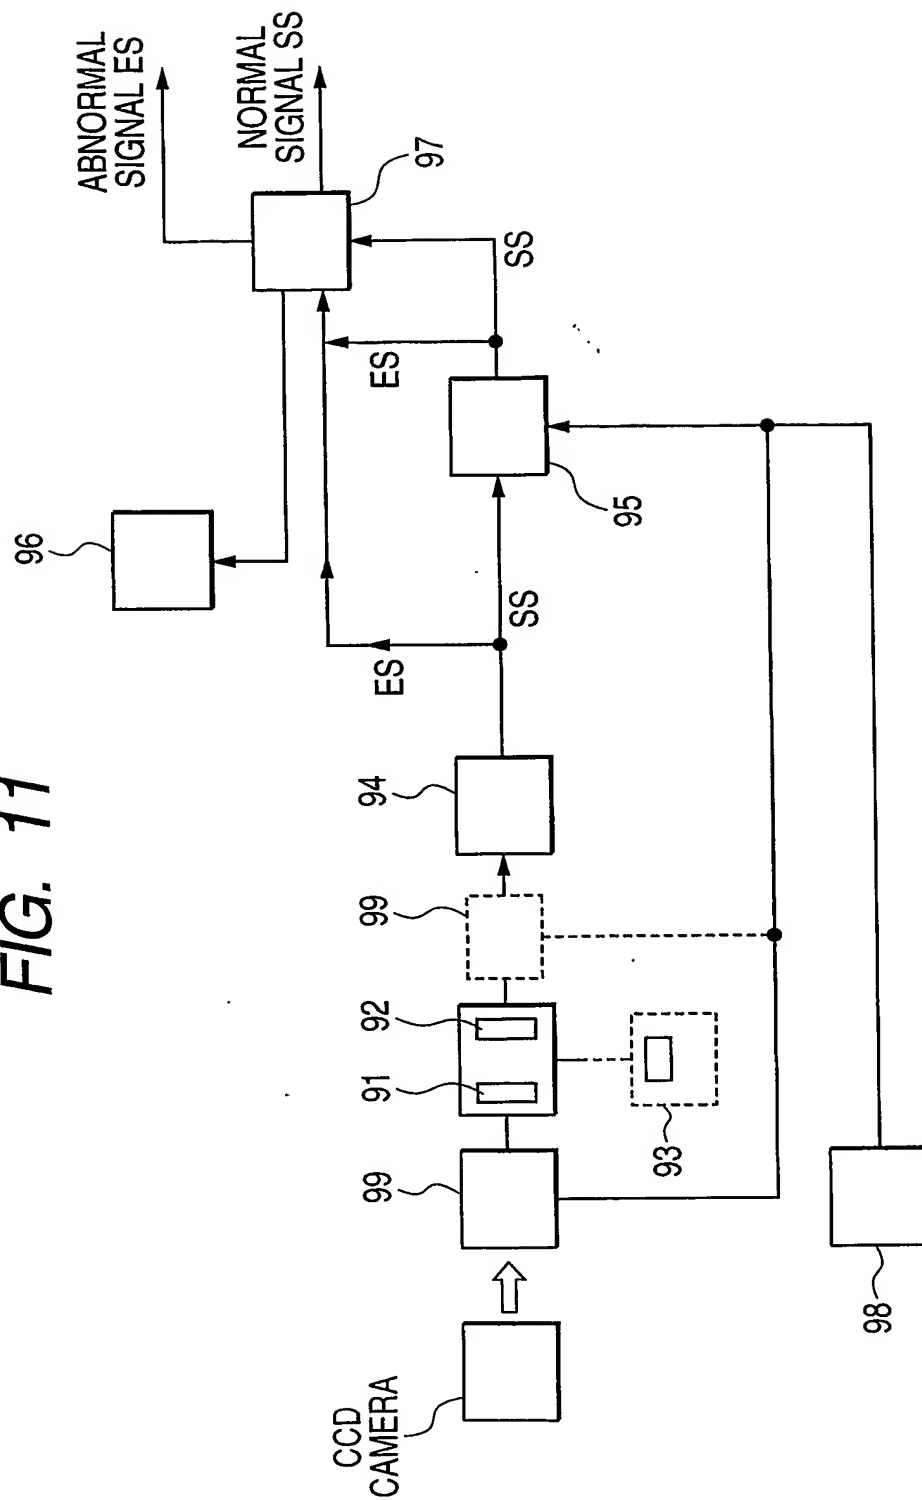 FIG. 11
ABNORMAL
SIGNAL ES
NORMAL
SIGNAL SS
97
96
SS
ES
95
SS
ES
94
99
92
91
93
99
98
CCD
CAMERA